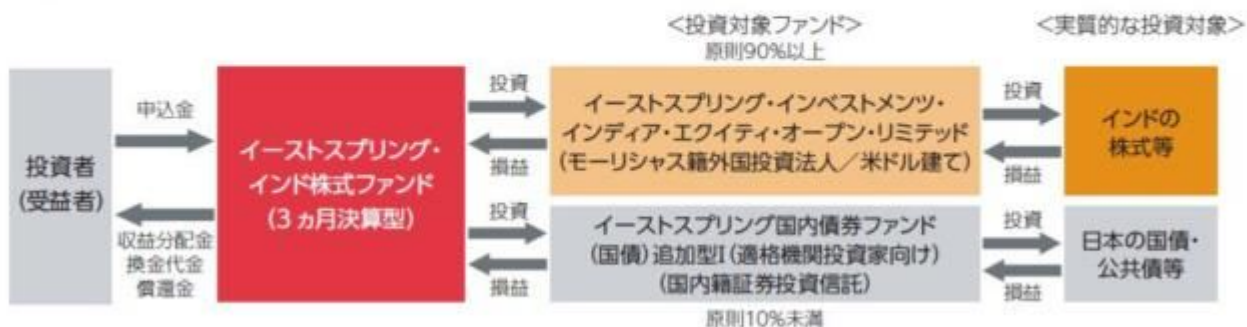 <投資対象ファンド>
原則90%以上
<実質的な投資対象>
投資者
(受益者)
申込金
収益分配金
換金代金
償還金
イーストスプリング・
インド株式ファンド
(3ヵ月決算型)
投資
損益
イーストスプリング・インベストメンツ・
インディア・エクイティ・オープン・リミテッド
(モーリシャス籍外国投資法人／米ドル建て)
投資
損益
インドの
株式等
投資
損益
イーストスプリング国内債券ファンド
(国債)追加型I(適格機関投資家向け)
(国内籍証券投資信託)
原則10%未満
投資
損益
日本の国債・
公共債等